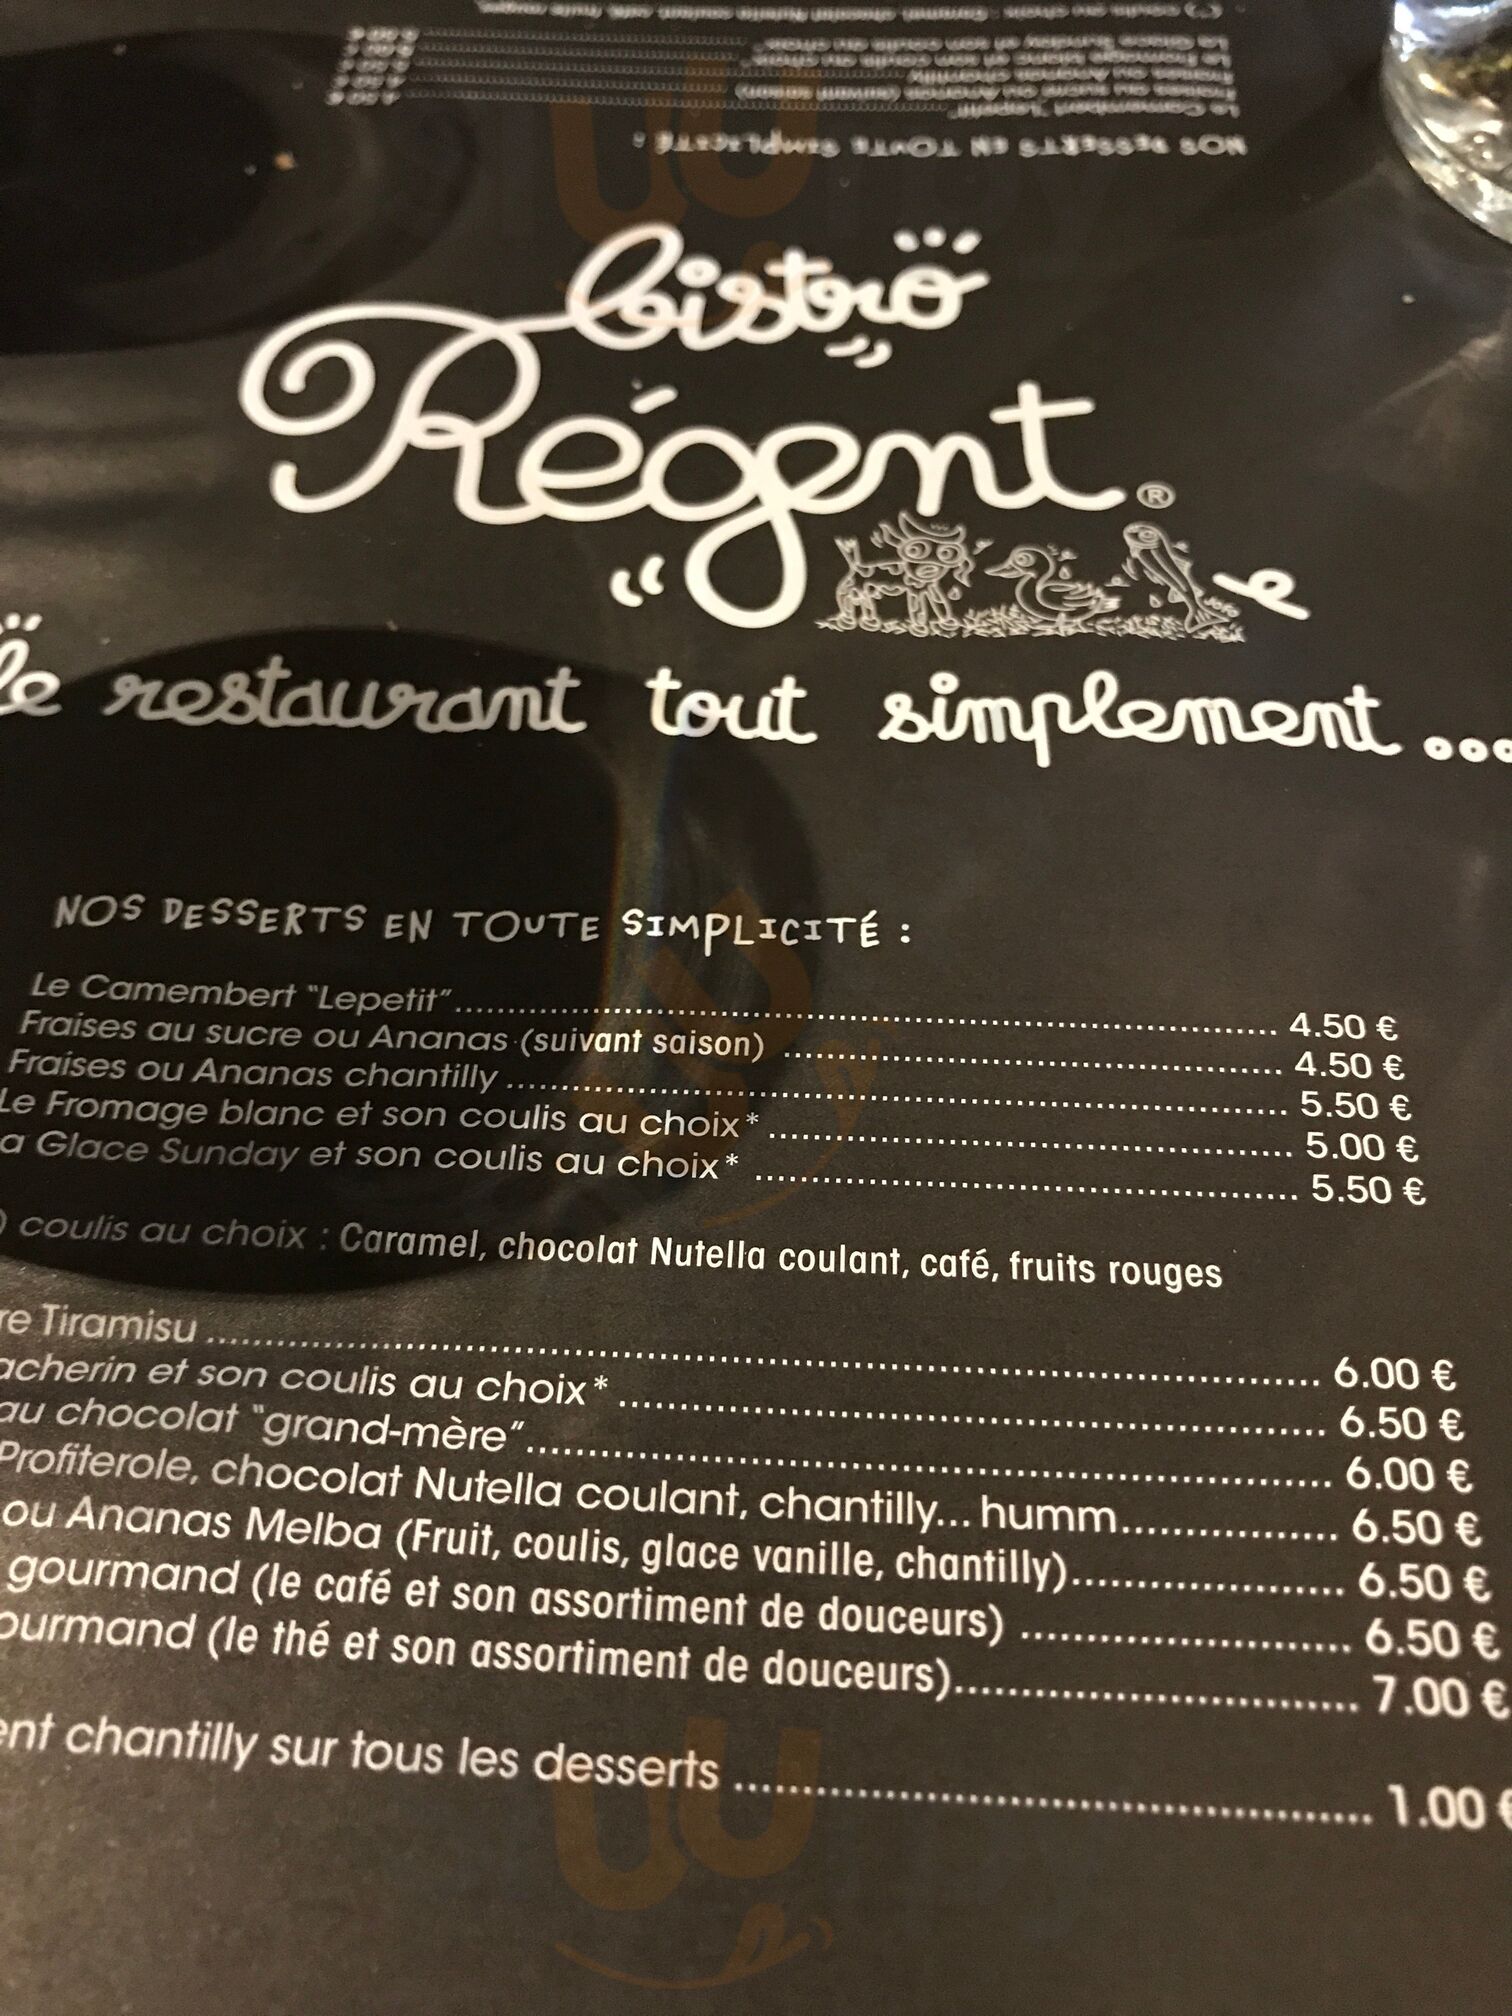 NOS DESSERTS EN TOUTE SIMPLICITÉ :
bistro
Régent ®
JOFO
le restaurant tout simplement ...
NOS DESSERTS EN TOUTE SIMPLICITÉ :
Le Camembert "Lepetit"........ 4.50 €
Fraises au sucre ou Ananas (suivant saison) ........ 4.50 €
Fraises ou Ananas chantilly ........ 5.50 €
Le Fromage blanc et son coulis au choix* ........ 5.00 €
a Glace Sunday et son coulis au choix* ........ 5.50 €
) coulis au choix : Caramel, chocolat Nutella coulant, café, fruits rouges
re Tiramisu ........ 6.00 €
acherin et son coulis au choix* ........ 6.50 €
au chocolat "grand-mère"........ 6.00 €
Profiterole, chocolat Nutella coulant, chantilly... humm........ 6.50 €
ou Ananas Melba (Fruit, coulis, glace vanille, chantilly)........ 6.50 €
gourmand (le café et son assortiment de douceurs) ........ 6.50 €
ourmand (le thé et son assortiment de douceurs)........ 7.00 €
ent chantilly sur tous les desserts ........ 1.00 €